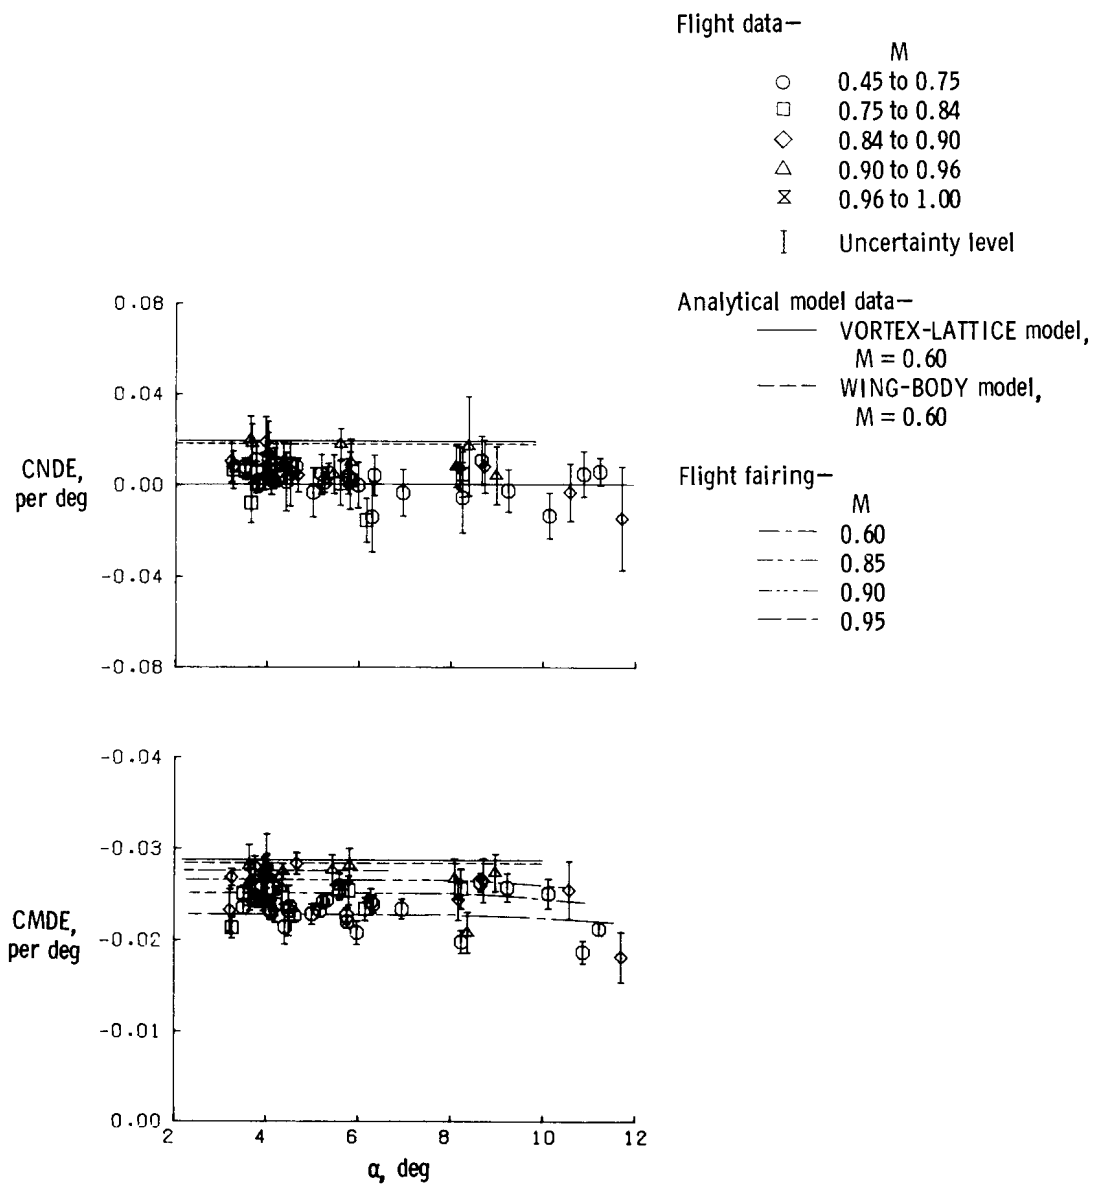 Flight data—
M
0.45 to 0.75
0.75 to 0.84
0.84 to 0.90
0.90 to 0.96
0.96 to 1.00
Uncertainty level
Analytical model data—
VORTEX-LATTICE model,
M = 0.60
WING-BODY model,
M = 0.60
Flight fairing—
M
0.60
0.85
0.90
0.95
0.08
0.04
CNDE,
per deg
0.00
-0.04
-0.08
-0.04
-0.03
CMDE,
per deg
-0.02
-0.01
0.00
2 4 6 8 10 12
α, deg